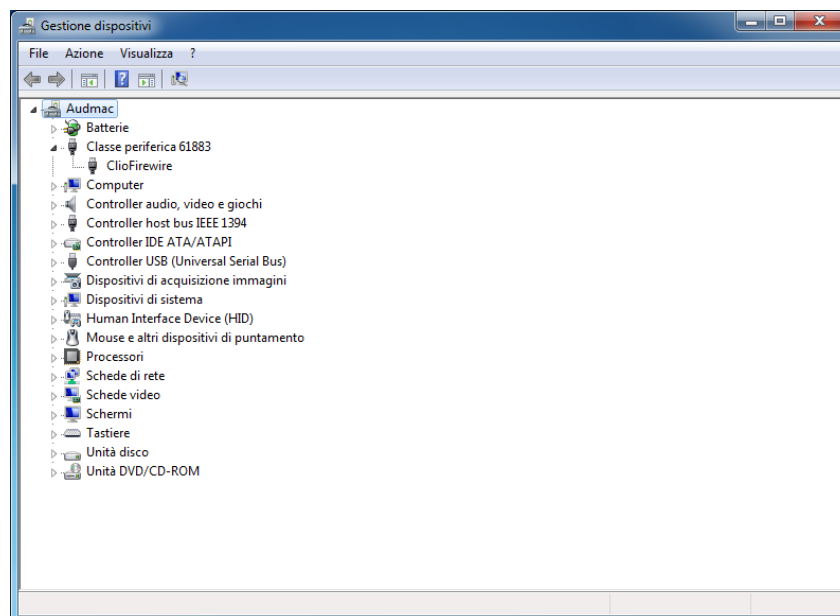 Gestione dispositivi
File Azione Visualizza ?
Audmac
Batterie
Classe periferica 61883
ClioFirewire
Computer
Controller audio, video e giochi
Controller host bus IEEE 1394
Controller IDE ATA/ATAPI
Controller USB (Universal Serial Bus)
Dispositivi di acquisizione immagini
Dispositivi di sistema
Human Interface Device (HID)
Mouse e altri dispositivi di puntamento
Processori
Schede di rete
Schede video
Schermi
Tastiere
Unità disco
Unità DVD/CD-ROM